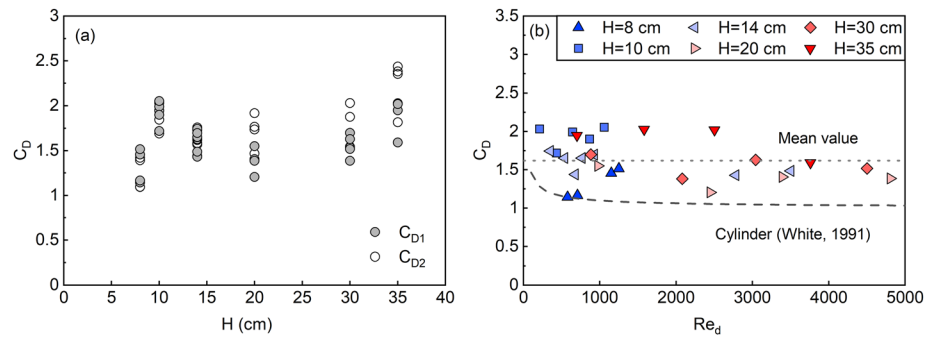 (a)
3
2.5
2
1.5
1
0.5
0
C_D
0 5 10 15 20 25 30 35 40
H (cm)
C_D1
C_D2
(b)
H=8 cm H=14 cm H=30 cm
H=10 cm H=20 cm H=35 cm
3.5
3
2.5
2
1.5
1
0.5
0
C_D
Mean value
Cylinder (White, 1991)
0 1000 2000 3000 4000 5000
Re_d